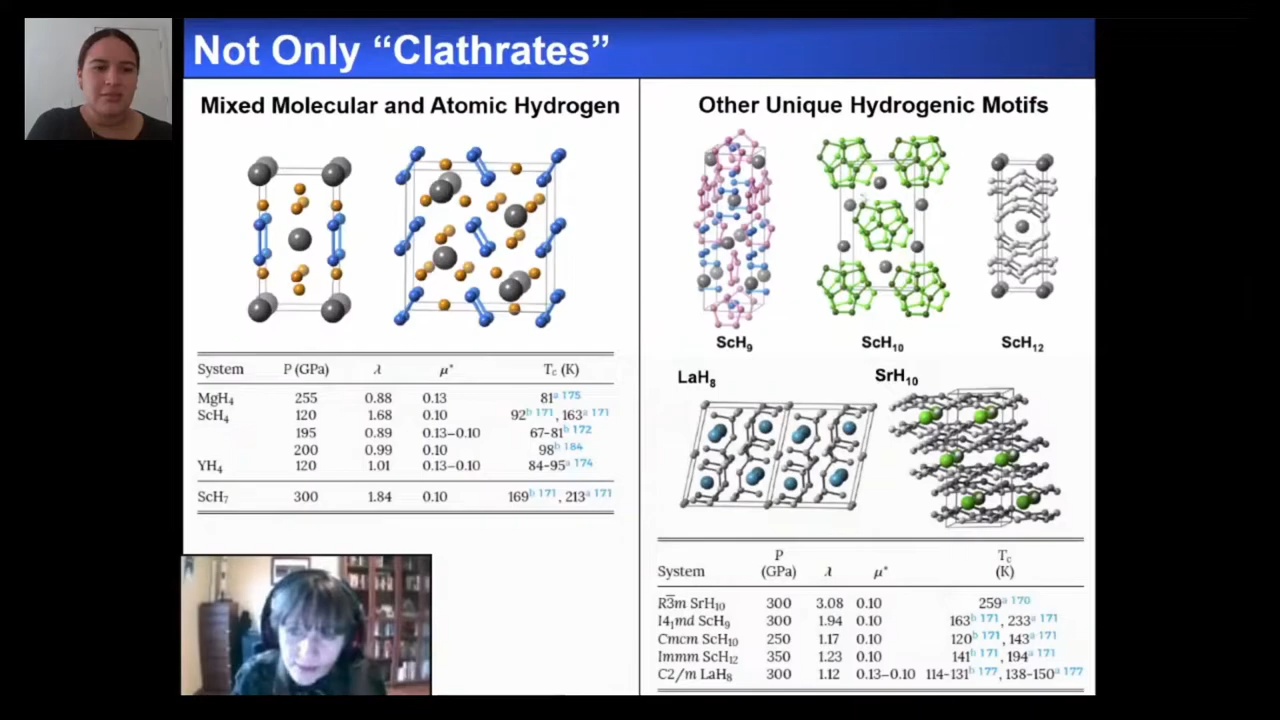 Not Only “Clathrates”
Mixed Molecular and Atomic Hydrogen
System P (GPa) λ μ* Tc (K)
MgH₄ 255 0.88 0.13 81ᵃ ¹⁷⁵
ScH₄ 120 1.68 0.10 92ᵇ ¹⁷¹, 163ᵃ ¹⁷¹
195 0.89 0.13–0.10 67-81ᵇ ¹⁷²
200 0.99 0.10 98ᵇ ¹⁸⁴
YH₄ 120 1.01 0.13–0.10 84-95ᵃ ¹⁷⁴
ScH₇ 300 1.84 0.10 169ᵇ ¹⁷¹, 213ᵃ ¹⁷¹
Other Unique Hydrogenic Motifs
ScH₉ ScH₁₀ ScH₁₂
LaH₈ SrH₁₀
P Tc
System (GPa) λ μ* (K)
R3̅m SrH₁₀ 300 3.08 0.10 259ᵃ ¹⁷⁰
I4₁md ScH₉ 300 1.94 0.10 163ᵇ ¹⁷¹, 233ᵃ ¹⁷¹
Cmcm ScH₁₀ 250 1.17 0.10 120ᵇ ¹⁷¹, 143ᵃ ¹⁷¹
Immm ScH₁₂ 350 1.23 0.10 141ᵇ ¹⁷¹, 194ᵃ ¹⁷¹
C2/m LaH₈ 300 1.12 0.13–0.10 114-131ᵇ ¹⁷⁷, 138-150ᵃ ¹⁷⁷